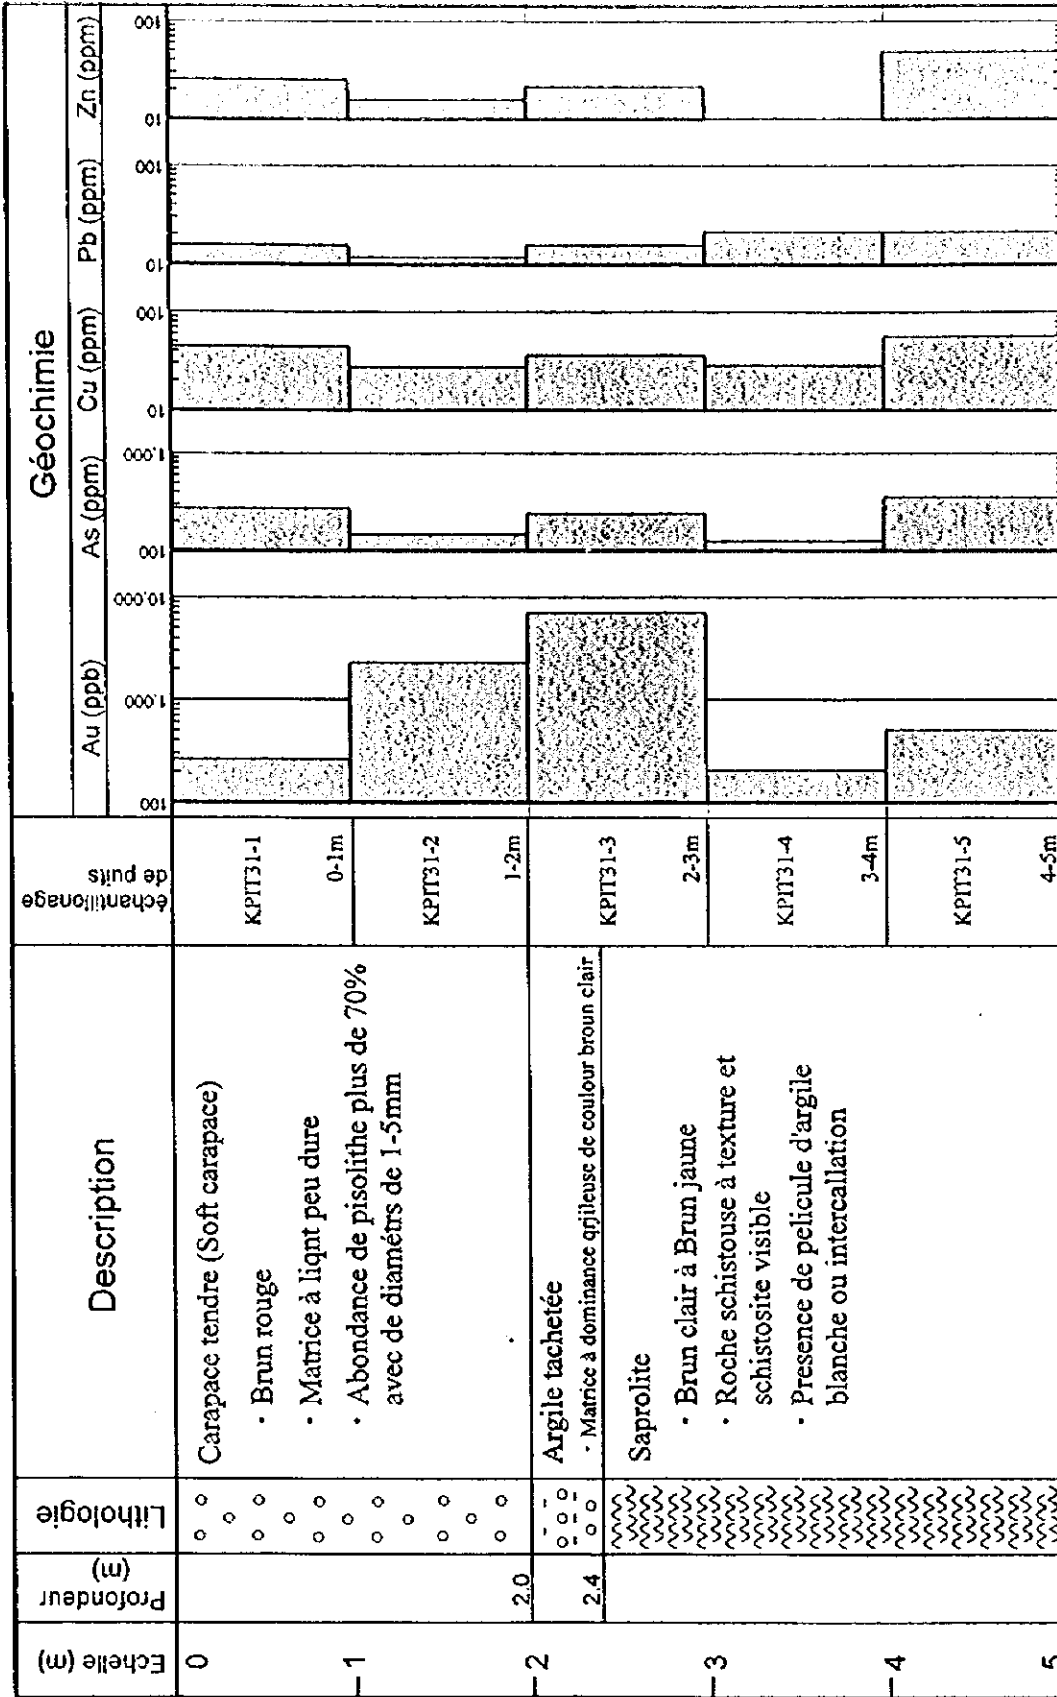 Echelle (m)
Profondeur
(m)
Lithologie
Description
échantillonage
de puits
Géochimie
Au (ppb)
As (ppm)
Cu (ppm)
Pb (ppm)
Zn (ppm)
100
1,000
10,000
100
1,000
10
100
10
100
10
100
0
1
2
3
4
5
2.0
2.4
Carapace tendre (Soft carapace)
· Brun rouge
· Matrice à liqnt peu dure
· Abondance de pisolithe plus de 70%
avec de diamétrs de 1-5mm
Argile tachetée
· Matrice à dominance qrjileuse de coulour broun clair
Saprolite
· Brun clair à Brun jaune
· Roche schistouse à texture et
schistosite visible
· Presence de pelicule d'argile
blanche ou intercallation
KPIT31-1
0-1m
KPIT31-2
1-2m
KPIT31-3
2-3m
KPIT31-4
3-4m
KPIT31-5
4-5m